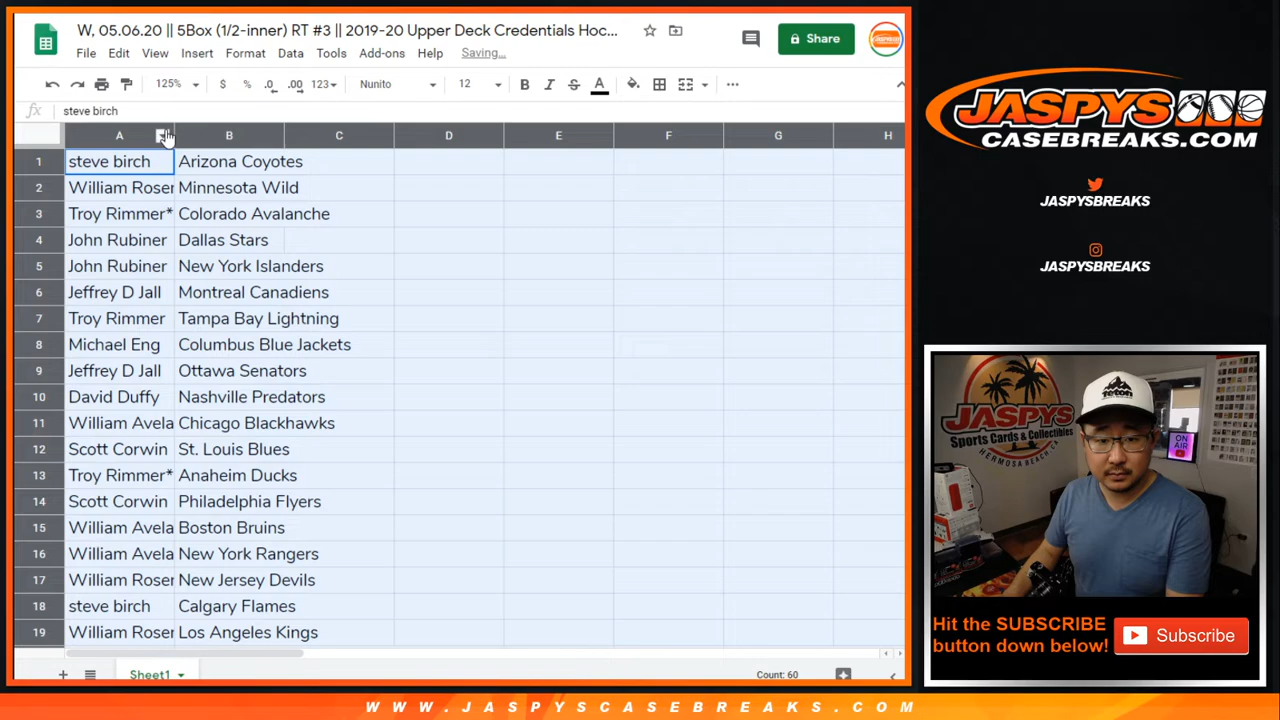 W, 05.06.20 || 5Box (1/2-inner) RT #3 || 2019-20 Upper Deck Credentials Hoc...
File Edit View Insert Format Data Tools Add-ons Help Saving...
Share
125% $ % .0 .00 123 Nunito 12 B I S A
fx steve birch
A B C D E F G H
1 steve birch Arizona Coyotes
2 William Roser Minnesota Wild
3 Troy Rimmer* Colorado Avalanche
4 John Rubiner Dallas Stars
5 John Rubiner New York Islanders
6 Jeffrey D Jall Montreal Canadiens
7 Troy Rimmer Tampa Bay Lightning
8 Michael Eng Columbus Blue Jackets
9 Jeffrey D Jall Ottawa Senators
10 David Duffy Nashville Predators
11 William Avela Chicago Blackhawks
12 Scott Corwin St. Louis Blues
13 Troy Rimmer* Anaheim Ducks
14 Scott Corwin Philadelphia Flyers
15 William Avela Boston Bruins
16 William Avela New York Rangers
17 William Roser New Jersey Devils
18 steve birch Calgary Flames
19 William Roser Los Angeles Kings
Sheet1 Count: 60
JASPYS
CASEBREAKS.COM
JASPYSBREAKS
JASPYSBREAKS
JASPYS
Sports Cards & Collectibles
HERMOSA BEACH CA
teton
ON AIR
Hit the SUBSCRIBE
button down below!
Subscribe
WWW.JASPYSCASEBREAKS.COM